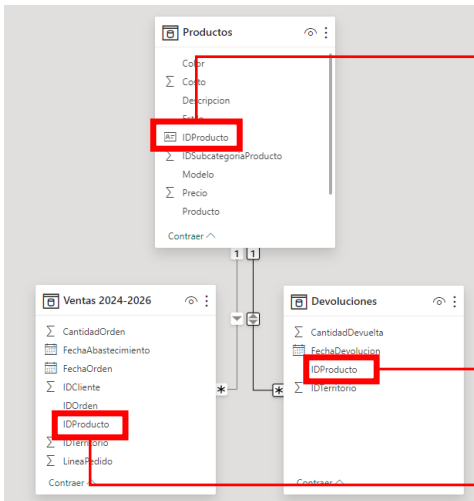 Productos
Color
Costo
Descripcion
IDProducto
IDSubcategoriaProducto
Modelo
Precio
Producto
Contraer
1 1
Ventas 2024-2026
CantidadOrden
FechaAbastecimiento
FechaOrden
IDCliente
IDOrden
IDProducto
IDTerritorio
LineaPedido
Contraer
*
Devoluciones
CantidadDevuelta
FechaDevolucion
IDProducto
IDTerritorio
Contraer
*